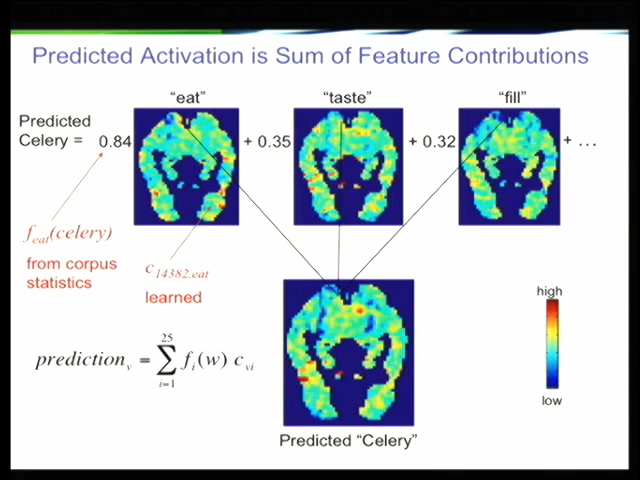 Predicted Activation is Sum of Feature Contributions
"eat" "taste" "fill"
Predicted
Celery = 0.84 + 0.35 + 0.32 + …
f_eat(celery)
from corpus
statistics
c_14382,eat
learned
prediction_v = ∑_{i=1}^{25} f_i(w) c_vi
high
low
Predicted "Celery"